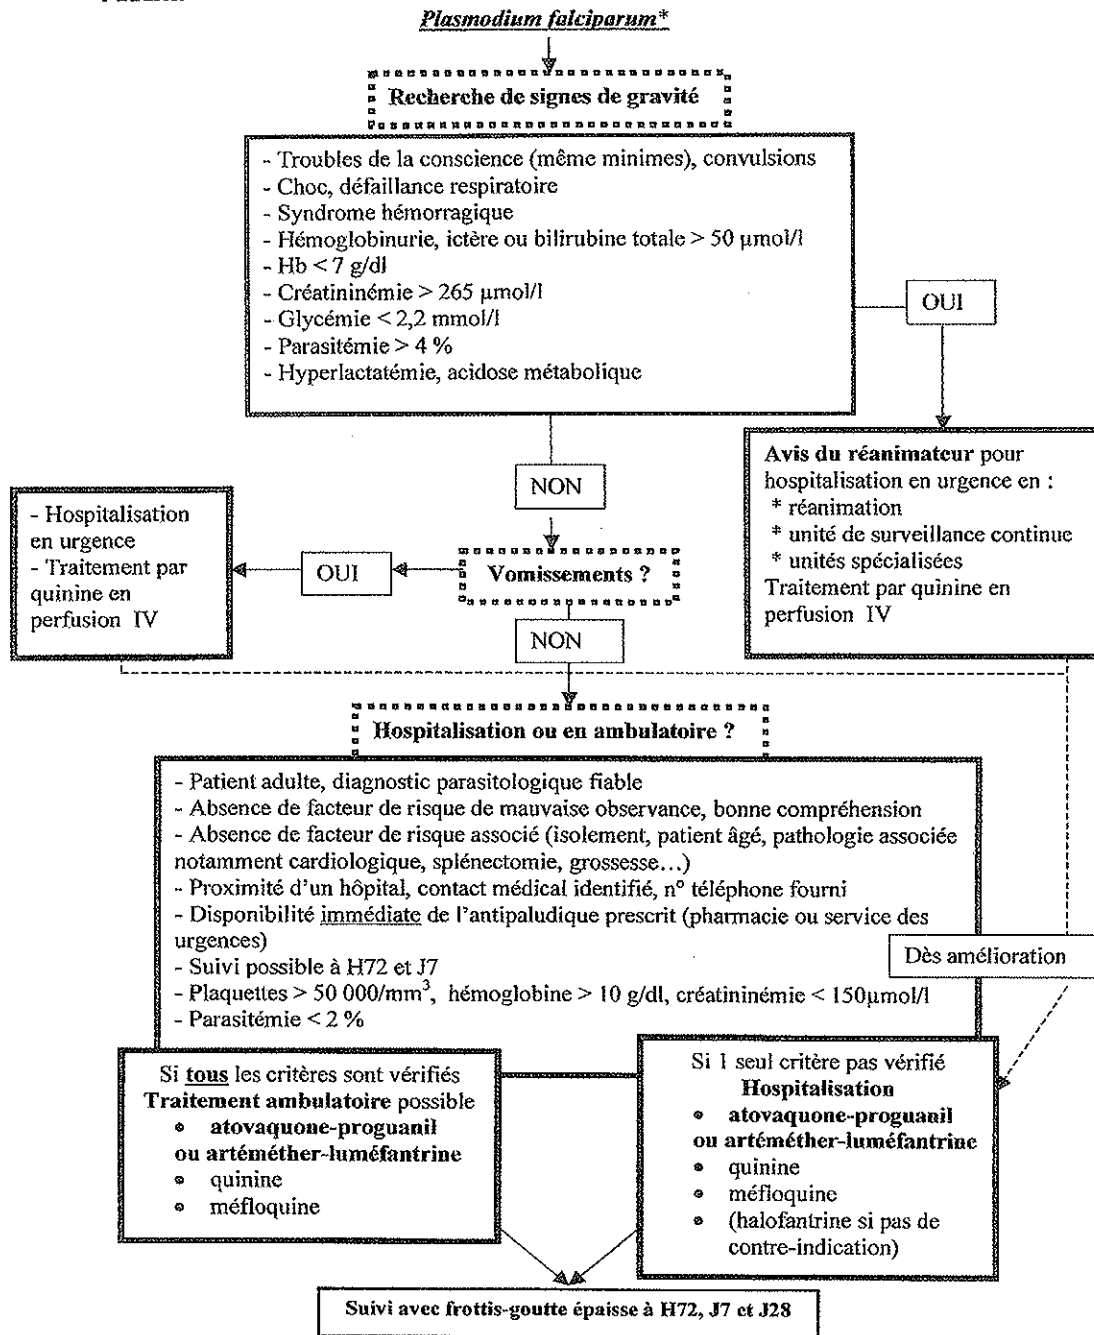 Plasmodium falciparum*
Recherche de signes de gravité
- Troubles de la conscience (même minimes), convulsions
- Choc, défaillance respiratoire
- Syndrome hémorragique
- Hémoglobinurie, ictère ou bilirubine totale > 50 µmol/l
- Hb < 7 g/dl
- Créatininémie > 265 µmol/l
- Glycémie < 2,2 mmol/l
- Parasitémie > 4 %
- Hyperlactatémie, acidose métabolique
OUI
Avis du réanimateur pour
hospitalisation en urgence en :
* réanimation
* unité de surveillance continue
* unités spécialisées
Traitement par quinine en
perfusion IV
NON
Vomissements ?
OUI
- Hospitalisation
en urgence
- Traitement par
quinine en
perfusion IV
NON
Hospitalisation ou en ambulatoire ?
- Patient adulte, diagnostic parasitologique fiable
- Absence de facteur de risque de mauvaise observance, bonne compréhension
- Absence de facteur de risque associé (isolement, patient âgé, pathologie associée
notamment cardiologique, splénectomie, grossesse…)
- Proximité d'un hôpital, contact médical identifié, n° téléphone fourni
- Disponibilité immédiate de l'antipaludique prescrit (pharmacie ou service des
urgences)
- Suivi possible à H72 et J7
- Plaquettes > 50 000/mm³, hémoglobine > 10 g/dl, créatininémie < 150µmol/l
- Parasitémie < 2 %
Dès amélioration
Si tous les critères sont vérifiés
Traitement ambulatoire possible
• atovaquone-proguanil
ou artéméther-luméfantrine
• quinine
• méfloquine
Si 1 seul critère pas vérifié
Hospitalisation
• atovaquone-proguanil
ou artéméther-luméfantrine
• quinine
• méfloquine
• (halofantrine si pas de
contre-indication)
Suivi avec frottis-goutte épaisse à H72, J7 et J28